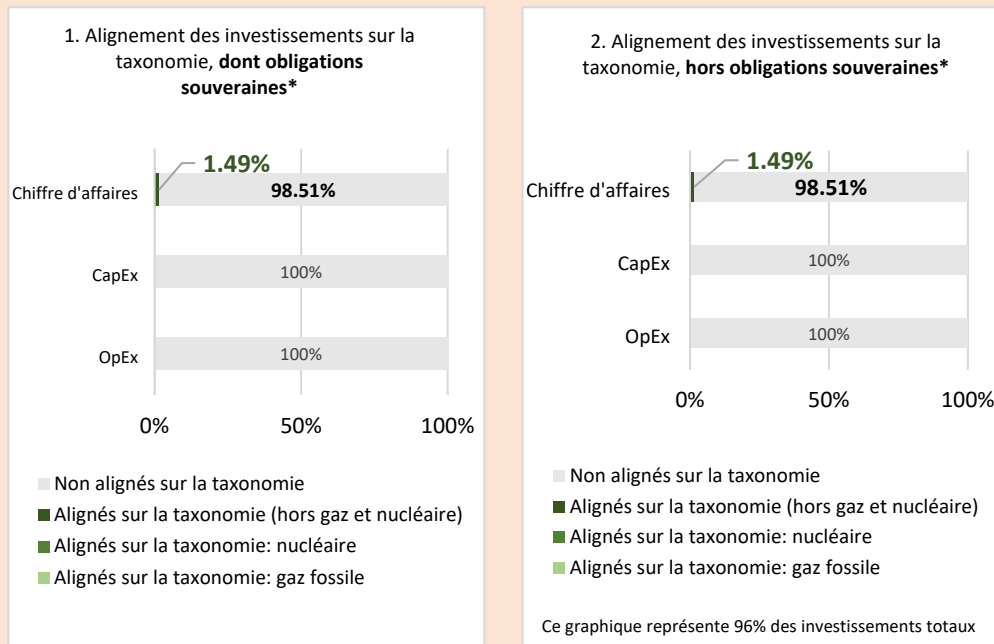 1. Alignement des investissements sur la
taxonomie, dont obligations
souveraines*
1.49%
Chiffre d'affaires
98.51%
CapEx
100%
OpEx
100%
0%
50%
100%
Non alignés sur la taxonomie
Alignés sur la taxonomie (hors gaz et nucléaire)
Alignés sur la taxonomie: nucléaire
Alignés sur la taxonomie: gaz fossile
2. Alignement des investissements sur la
taxonomie, hors obligations souveraines*
1.49%
Chiffre d'affaires
98.51%
CapEx
100%
OpEx
100%
0%
50%
100%
Non alignés sur la taxonomie
Alignés sur la taxonomie (hors gaz et nucléaire)
Alignés sur la taxonomie: nucléaire
Alignés sur la taxonomie: gaz fossile
Ce graphique représente 96% des investissements totaux